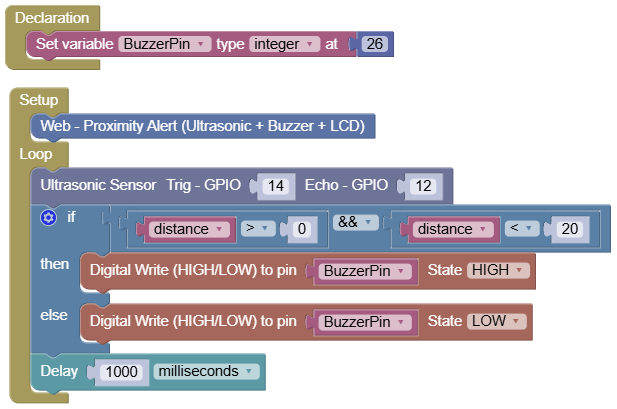 Declaration
Set variable BuzzerPin type integer at 26
Setup
Web - Proximity Alert (Ultrasonic + Buzzer + LCD)
Loop
Ultrasonic Sensor Trig - GPIO 14 Echo - GPIO 12
if distance > 0 && distance < 20
then Digital Write (HIGH/LOW) to pin BuzzerPin State HIGH
else Digital Write (HIGH/LOW) to pin BuzzerPin State LOW
Delay 1000 milliseconds